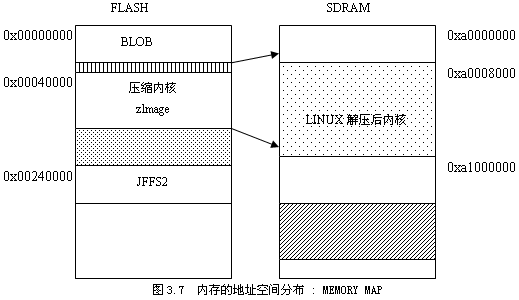 FLASH
SDRAM
0x00000000
BLOB
0xa0000000
0x00040000
压缩内核
zImage
0xa0008000
LINUX 解压后内核
0xa1000000
0x00240000
JFFS2
图3.7 内存的地址空间分布 : MEMORY MAP